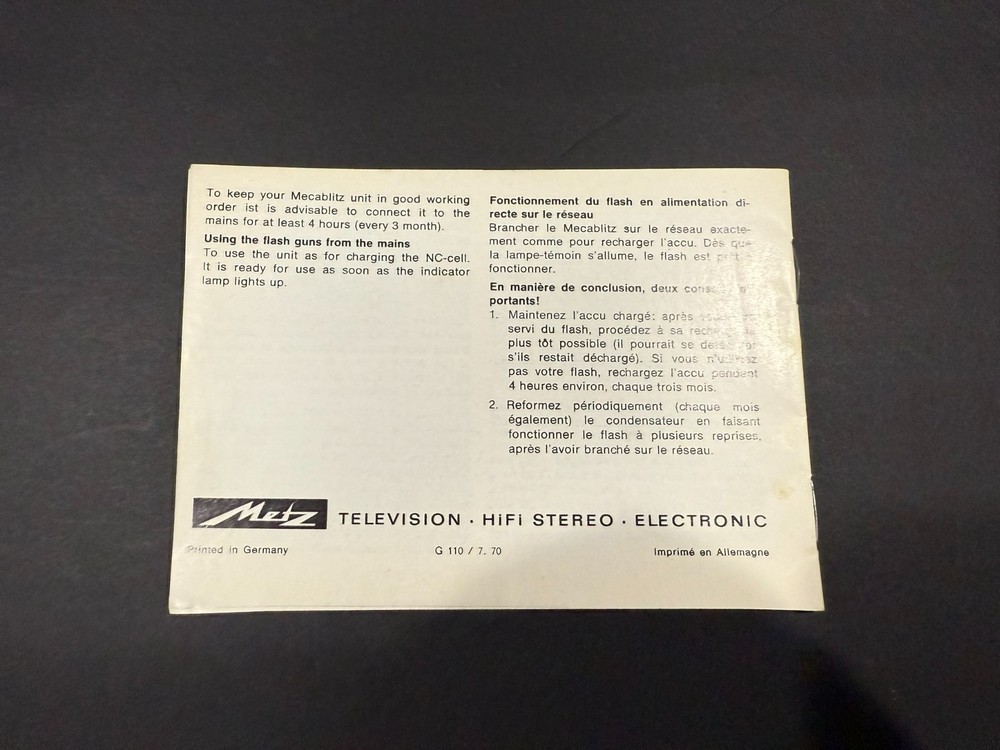 To keep your Mecablitz unit in good working
order ist is advisable to connect it to the
mains for at least 4 hours (every 3 month).
Using the flash guns from the mains
To use the unit as for charging the NC-cell.
It is ready for use as soon as the indicator
lamp lights up.
Fonctionnement du flash en alimentation di-
recte sur le réseau
Brancher le Mecablitz sur le réseau exacte-
ment comme pour recharger l'accu. Dès que
la lampe-témoin s'allume, le flash est
fonctionner.
En manière de conclusion, deux
portants!
1. Maintenez l'accu chargé: après
servi du flash, procédez à sa
plus tôt possible (il pourrait se
s'ils restait déchargé). Si vous
pas votre flash, rechargez l'accu pendant
4 heures environ, chaque trois mois.
2. Reformez périodiquement (chaque mois
également) le condensateur en faisant
fonctionner le flash à plusieurs reprises,
après l'avoir branché sur le réseau.
Metz TELEVISION · HiFi STEREO · ELECTRONIC
Printed in Germany G 110 / 7. 70 Imprimé en Allemagne